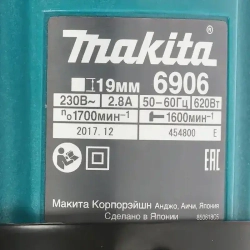 makita
19мм 6906
230В~ 2.8А 50-60Гц 620Вт
n₀1700мин⁻¹ 1600мин⁻¹
2017.12 454800 E
EAC
Макита Корпорэйшн Анджо, Аичи, Япония
Сделано в Японии